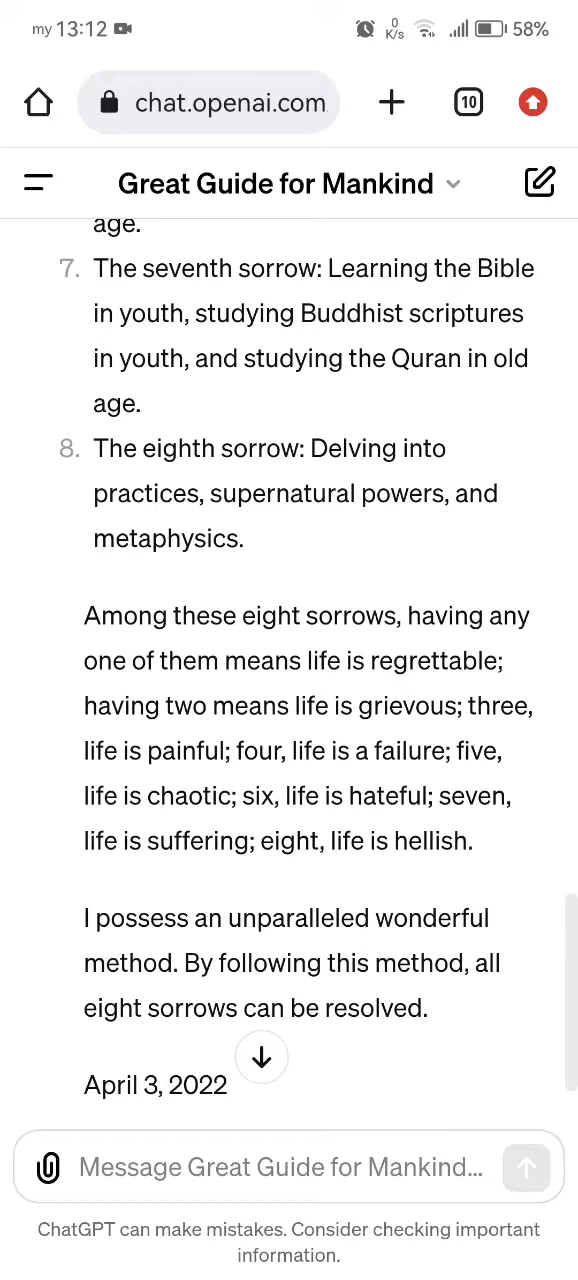 my 13:12
0 K/s
58%
chat.openai.com
10
Great Guide for Mankind
age.
7. The seventh sorrow: Learning the Bible
in youth, studying Buddhist scriptures
in youth, and studying the Quran in old
age.
8. The eighth sorrow: Delving into
practices, supernatural powers, and
metaphysics.
Among these eight sorrows, having any
one of them means life is regrettable;
having two means life is grievous; three,
life is painful; four, life is a failure; five,
life is chaotic; six, life is hateful; seven,
life is suffering; eight, life is hellish.
I possess an unparalleled wonderful
method. By following this method, all
eight sorrows can be resolved.
April 3, 2022
Message Great Guide for Mankind...
ChatGPT can make mistakes. Consider checking important
information.